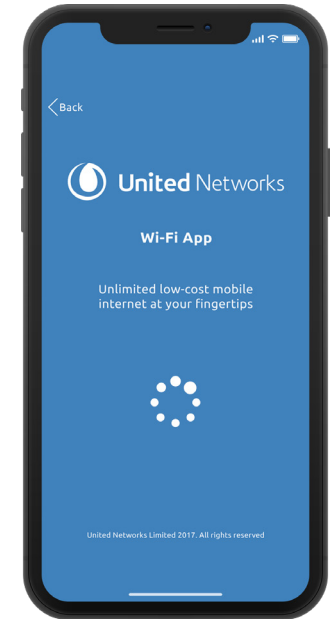 Back
United Networks
Wi-Fi App
Unlimited low-cost mobile
internet at your fingertips
United Networks Limited 2017. All rights reserved